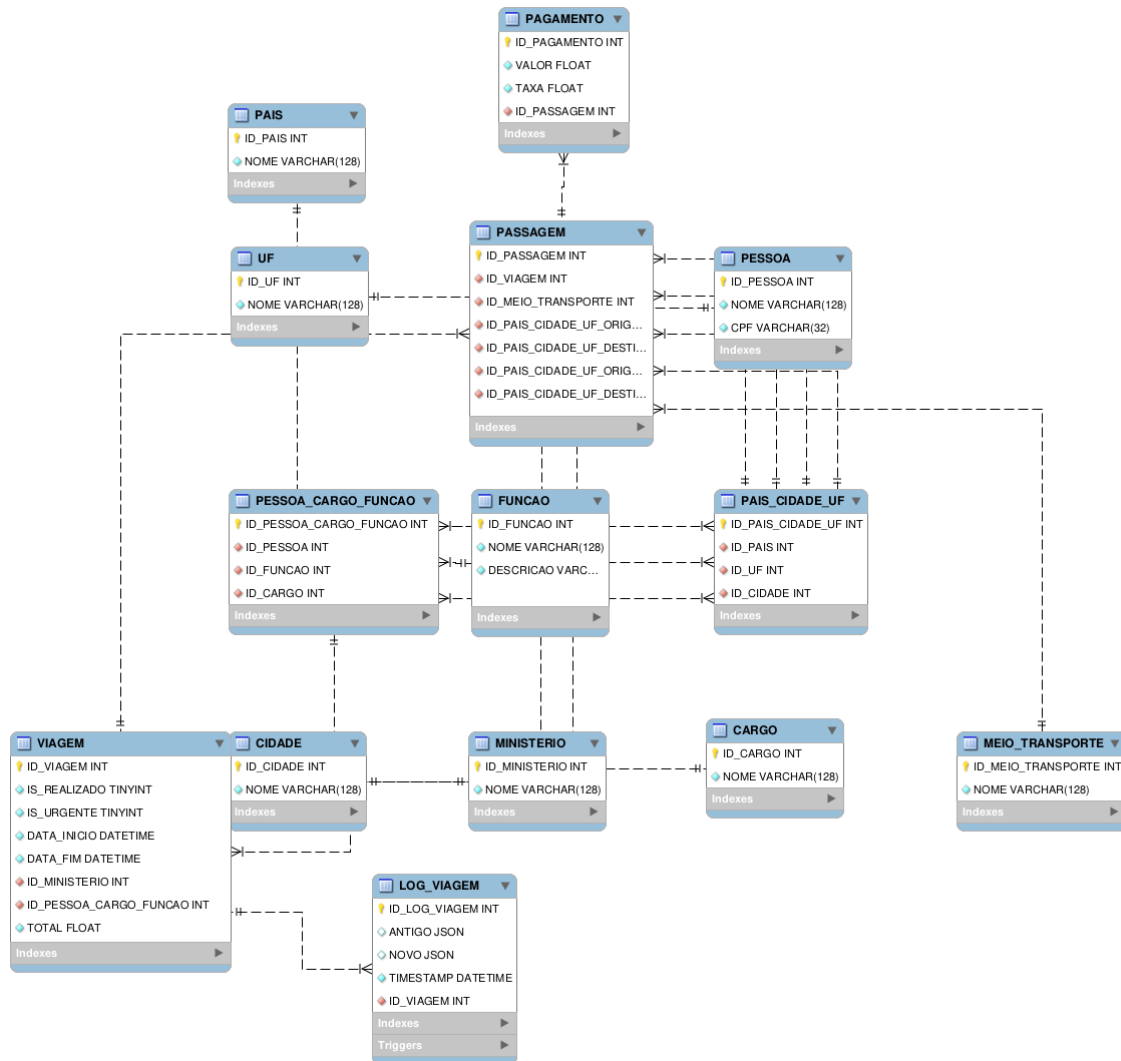 PAGAMENTO
ID_PAGAMENTO INT
VALOR FLOAT
TAXA FLOAT
ID_PASSAGEM INT
Indexes
PAIS
ID_PAIS INT
NOME VARCHAR(128)
Indexes
UF
ID_UF INT
NOME VARCHAR(128)
Indexes
PASSAGEM
ID_PASSAGEM INT
ID_VIAGEM INT
ID_MEIO_TRANSPORTE INT
ID_PAIS_CIDADE_UF_ORIG...
ID_PAIS_CIDADE_UF_DESTI...
ID_PAIS_CIDADE_UF_ORIG...
ID_PAIS_CIDADE_UF_DESTI...
Indexes
PESSOA
ID_PESSOA INT
NOME VARCHAR(128)
CPF VARCHAR(32)
Indexes
PESSOA_CARGO_FUNCAO
ID_PESSOA_CARGO_FUNCAO INT
ID_PESSOA INT
ID_FUNCAO INT
ID_CARGO INT
Indexes
FUNCAO
ID_FUNCAO INT
NOME VARCHAR(128)
DESCRICAO VARC...
Indexes
PAIS_CIDADE_UF
ID_PAIS_CIDADE_UF INT
ID_PAIS INT
ID_UF INT
ID_CIDADE INT
Indexes
VIAGEM
ID_VIAGEM INT
IS_REALIZADO TINYINT
IS_URGENTE TINYINT
DATA_INICIO DATETIME
DATA_FIM DATETIME
ID_MINISTERIO INT
ID_PESSOA_CARGO_FUNCAO INT
TOTAL FLOAT
Indexes
CIDADE
ID_CIDADE INT
NOME VARCHAR(128)
Indexes
MINISTERIO
ID_MINISTERIO INT
NOME VARCHAR(128)
Indexes
CARGO
ID_CARGO INT
NOME VARCHAR(128)
Indexes
MEIO_TRANSPORTE
ID_MEIO_TRANSPORTE INT
NOME VARCHAR(128)
Indexes
LOG_VIAGEM
ID_LOG_VIAGEM INT
ANTIGO JSON
NOVO JSON
TIMESTAMP DATETIME
ID_VIAGEM INT
Indexes
Triggers